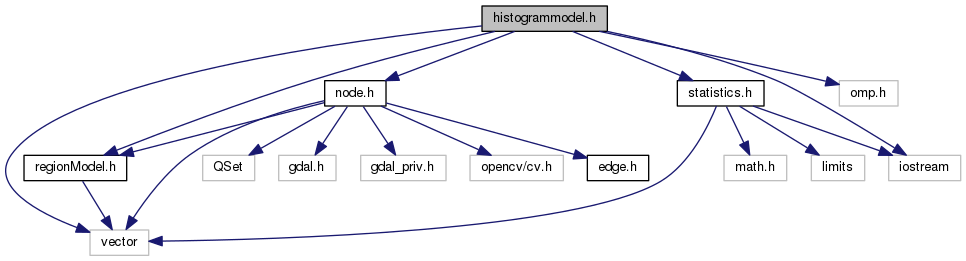 histogrammodel.h
node.h
statistics.h
omp.h
regionModel.h
QSet
gdal.h
gdal_priv.h
opencv/cv.h
edge.h
math.h
limits
iostream
vector